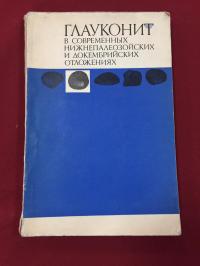 ГЛАУКОНИТ
В СОВРЕМЕННЫХ
НИЖНЕПАЛЕОЗОЙСКИХ
И ДОКЕМБРИЙСКИХ
ОТЛОЖЕНИЯХ